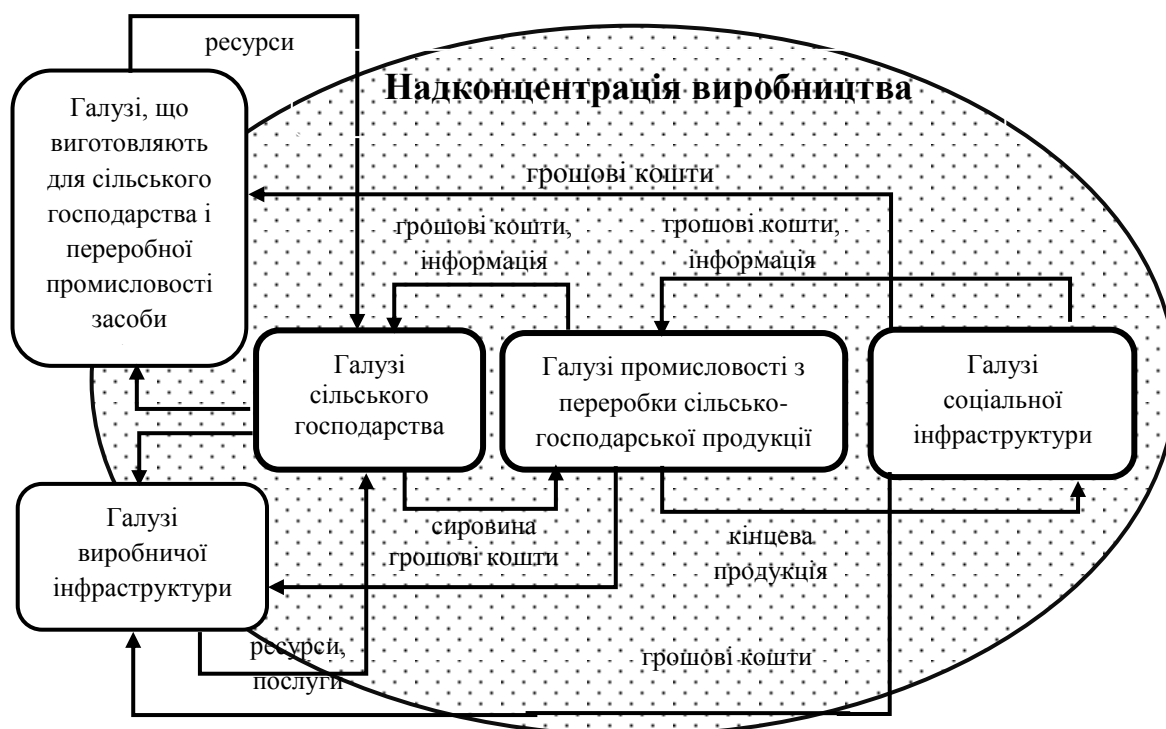 ресурси
Надконцентрація виробництва
Галузі, що
виготовляють
для сільського
господарства і
переробної
промисловості
засоби
грошові кошти
грошові кошти,
інформація
грошові кошти,
інформація
Галузі
сільського
господарства
Галузі промисловості з
переробки сільсько-
господарської продукції
Галузі
соціальної
інфраструктури
Галузі
виробничої
інфраструктури
сировина
грошові кошти
кінцева
продукція
ресурси,
послуги
грошові кошти